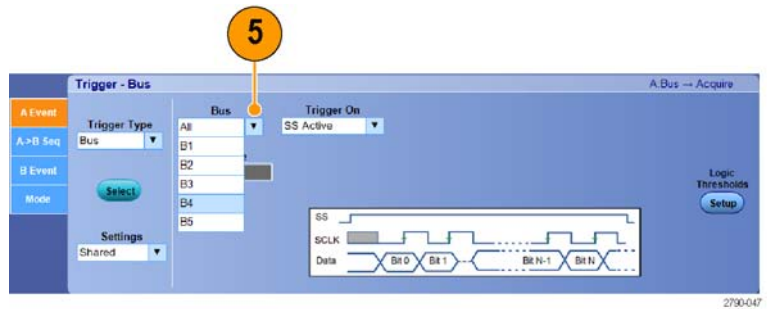 5
Trigger - Bus
A:Bus → Acquire
A Event
A->B Seq
B Event
Mode
Trigger Type
Bus
Select
Settings
Shared
Bus
All
B1
B2
B3
B4
B5
Trigger On
SS Active
SS
SCLK
Data Bit 0 Bit 1 Bit N-1 Bit N
Logic
Thresholds
Setup
2790-047